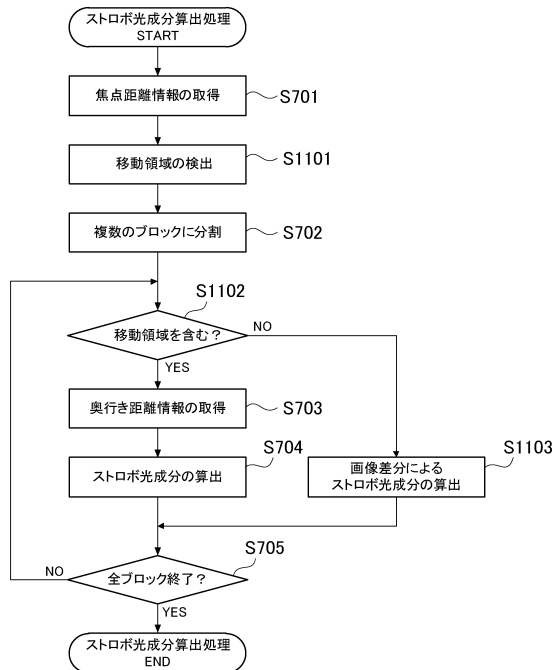 ストロボ光成分算出処理
START
焦点距離情報の取得
S701
移動領域の検出
S1101
複数のブロックに分割
S702
S1102
移動領域を含む?
NO
YES
奥行き距離情報の取得
S703
S704
ストロボ光成分の算出
S1103
画像差分による
ストロボ光成分の算出
S705
全ブロック終了?
NO
YES
ストロボ光成分算出処理
END